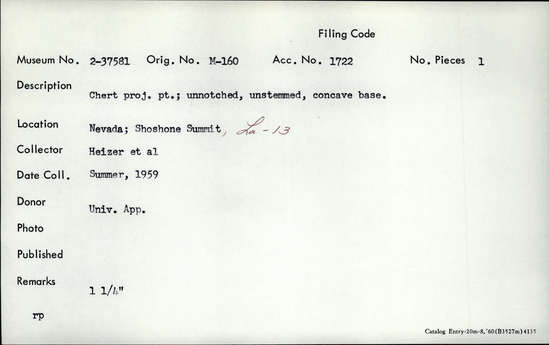 Filing Code
Museum No. 2-37581 Orig. No. M-160 Acc. No. 1722 No. Pieces 1
Description Chert proj. pt.; unnotched, unstemmed, concave base.
Location Nevada; Shoshone Summit, La-13
Collector Heizer et al
Date Coll. Summer, 1959
Donor Univ. App.
Photo
Published
Remarks 1 1/4"
rp
Catalog Entry-20m-8,'60(B3527m)4155